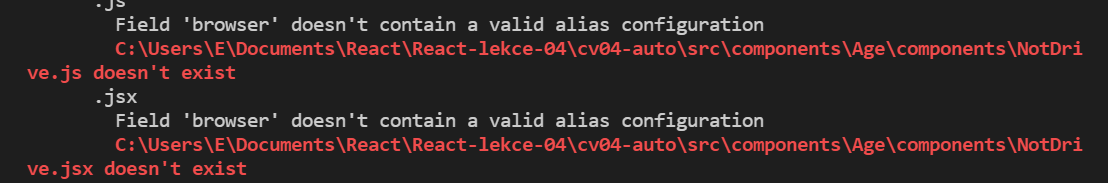 .js
Field 'browser' doesn't contain a valid alias configuration
C:\Users\E\Documents\React\React-lekce-04\cv04-auto\src\components\Age\components\NotDri
ve.js doesn't exist
.jsx
Field 'browser' doesn't contain a valid alias configuration
C:\Users\E\Documents\React\React-lekce-04\cv04-auto\src\components\Age\components\NotDri
ve.jsx doesn't exist